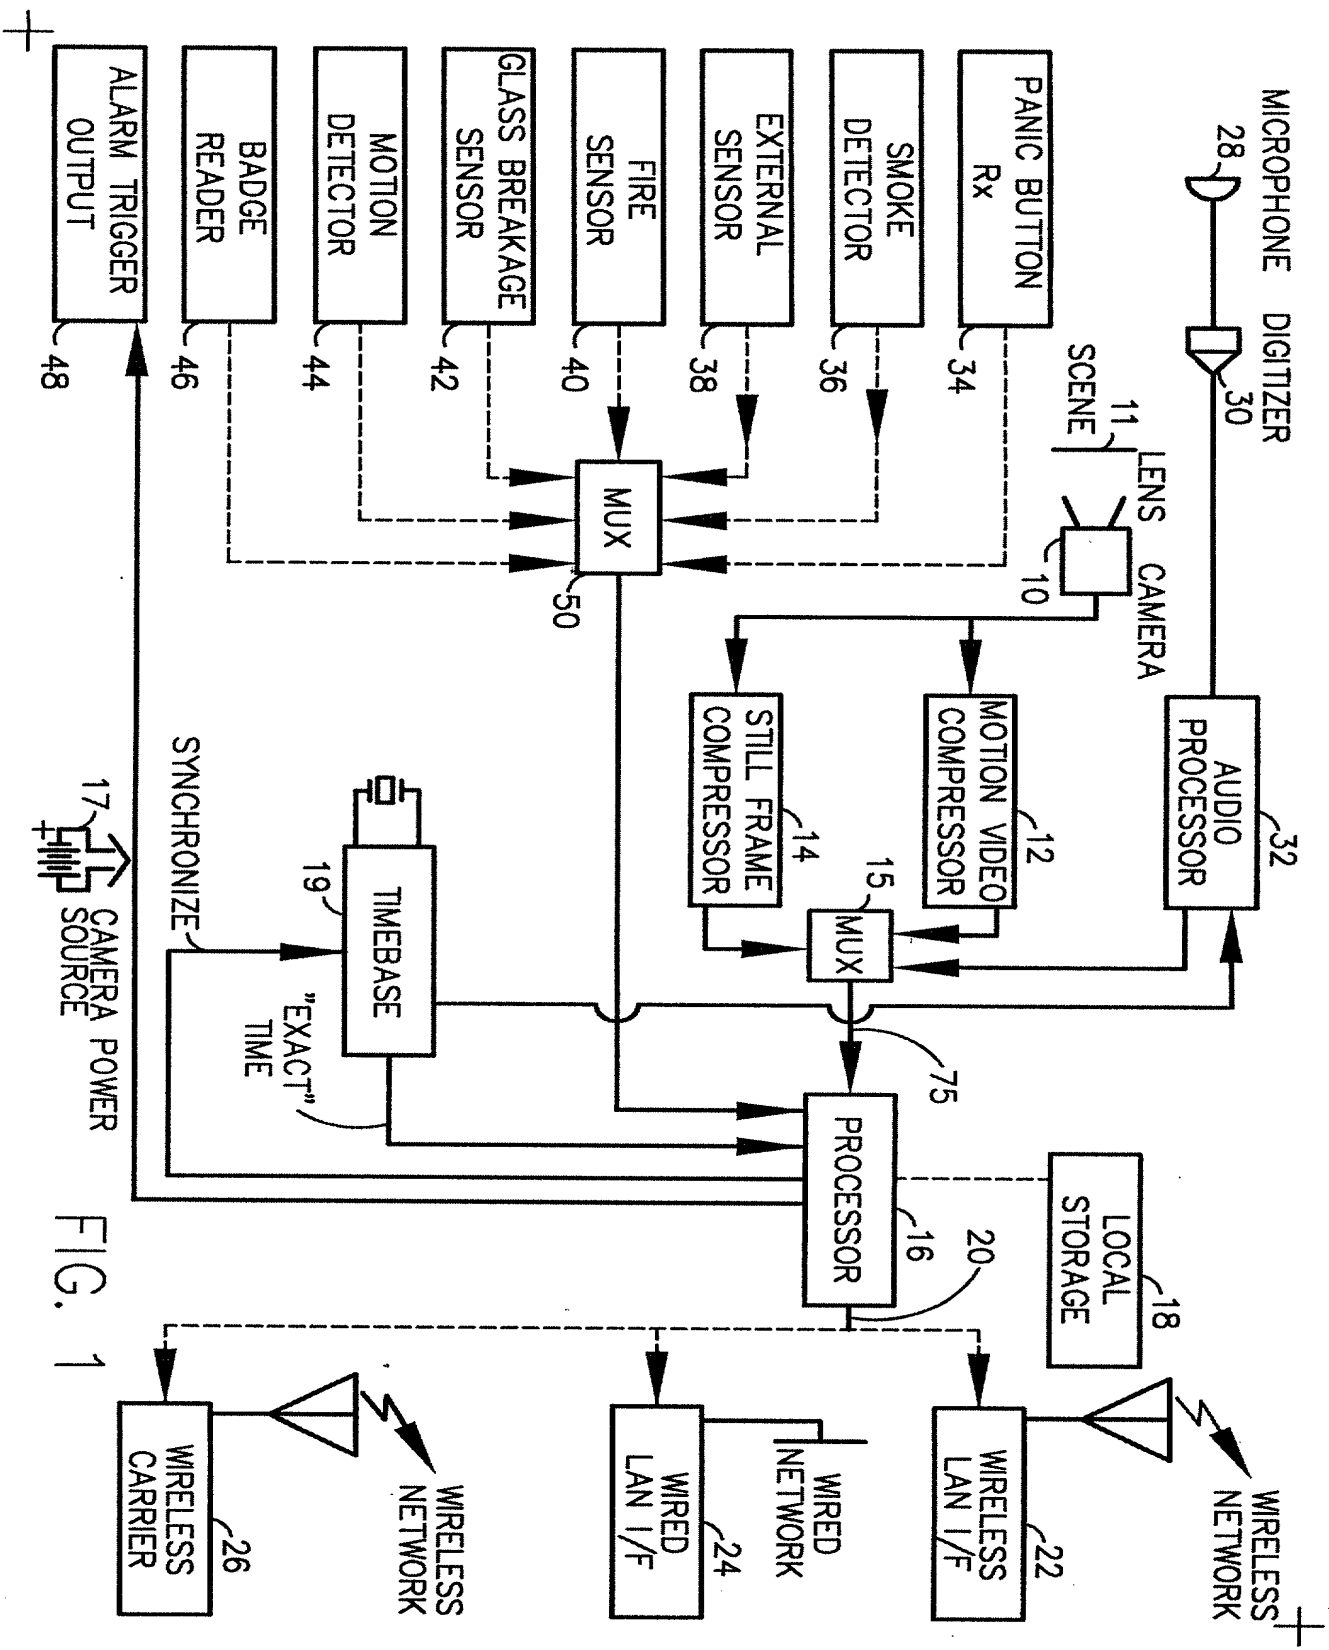 MICROPHONE DIGITIZER
28
30
AUDIO
PROCESSOR
32
SCENE
11
LENS CAMERA
10
MOTION VIDEO
COMPRESSOR
12
STILL FRAME
COMPRESSOR
14
15
MUX
75
PROCESSOR
16
LOCAL
STORAGE
18
20
WIRELESS
LAN I/F
22
WIRELESS
NETWORK
WIRED
LAN I/F
24
WIRED
NETWORK
WIRELESS
CARRIER
26
WIRELESS
NETWORK
PANIC BUTTON
Rx
34
SMOKE
DETECTOR
36
EXTERNAL
SENSOR
38
FIRE
SENSOR
40
GLASS BREAKAGE
SENSOR
42
MOTION
DETECTOR
44
BADGE
READER
46
ALARM TRIGGER
OUTPUT
48
MUX
50
TIMEBASE
19
"EXACT"
TIME
SYNCHRONIZE
17
+
CAMERA POWER
SOURCE
FIG. 1